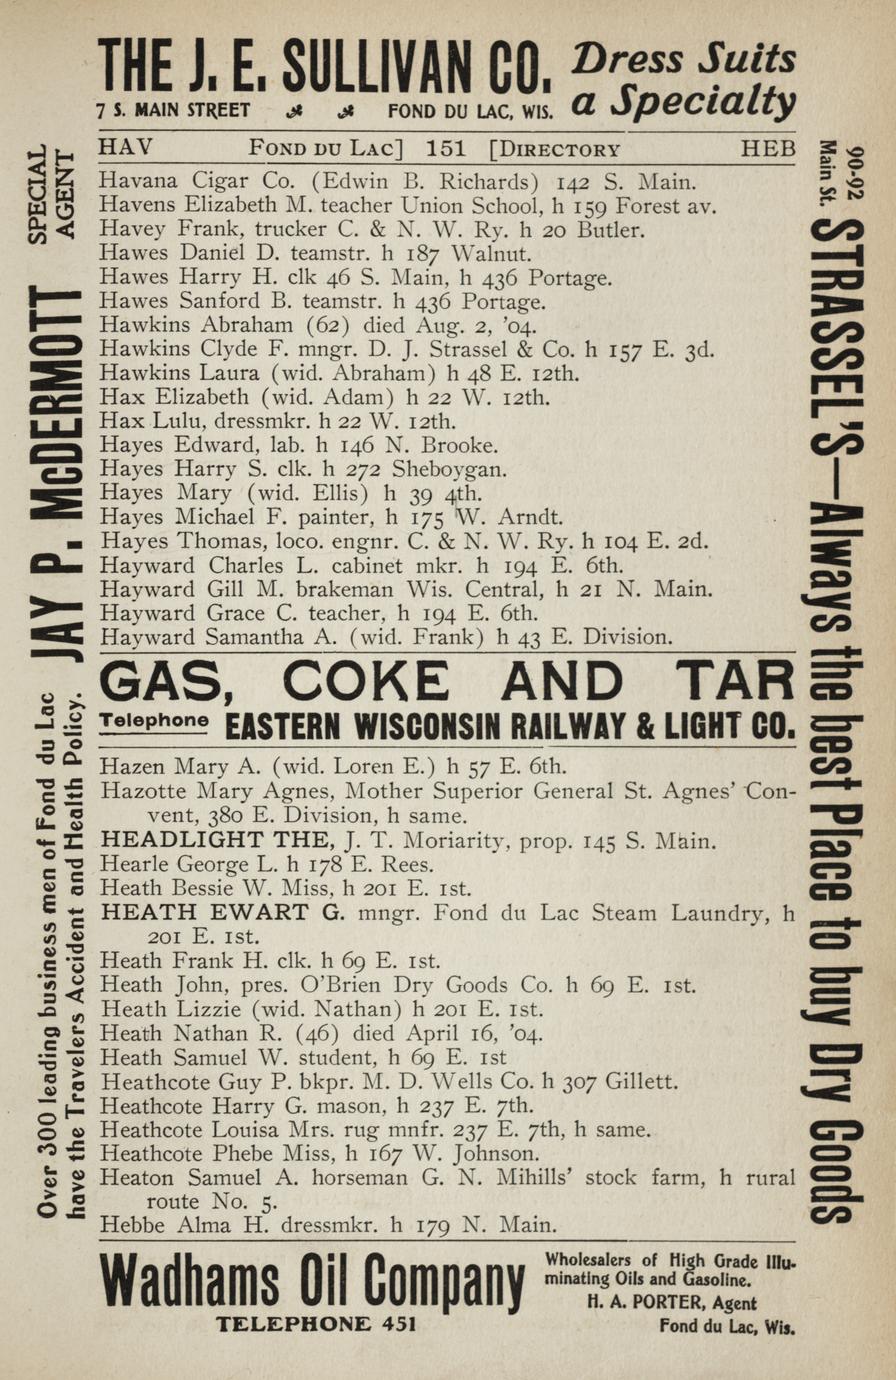 THE J. E. SULLIVAN CO. Dress Suits
7 S. MAIN STREET FOND DU LAC, WIS. a Specialty
HAV FOND DU LAC] 151 [DIRECTORY HEB
Havana Cigar Co. (Edwin B. Richards) 142 S. Main.
Havens Elizabeth M. teacher Union School, h 159 Forest av.
Havey Frank, trucker C. & N. W. Ry. h 20 Butler.
Hawes Daniel D. teamstr. h 187 Walnut.
Hawes Harry H. clk 46 S. Main, h 436 Portage.
Hawes Sanford B. teamstr. h 436 Portage.
Hawkins Abraham (62) died Aug. 2, '04.
Hawkins Clyde F. mngr. D. J. Strassel & Co. h 157 E. 3d.
Hawkins Laura (wid. Abraham) h 48 E. 12th.
Hax Elizabeth (wid. Adam) h 22 W. 12th.
Hax Lulu, dressmkr. h 22 W. 12th.
Hayes Edward, lab. h 146 N. Brooke.
Hayes Harry S. clk. h 272 Sheboygan.
Hayes Mary (wid. Ellis) h 39 4th.
Hayes Michael F. painter, h 175 W. Arndt.
Hayes Thomas, loco. engnr. C. & N. W. Ry. h 104 E. 2d.
Hayward Charles L. cabinet mkr. h 194 E. 6th.
Hayward Gill M. brakeman Wis. Central, h 21 N. Main.
Hayward Grace C. teacher, h 194 E. 6th.
Hayward Samantha A. (wid. Frank) h 43 E. Division.
GAS, COKE AND TAR
Telephone EASTERN WISCONSIN RAILWAY & LIGHT CO.
Hazen Mary A. (wid. Loren E.) h 57 E. 6th.
Hazotte Mary Agnes, Mother Superior General St. Agnes' Con-
vent, 380 E. Division, h same.
HEADLIGHT THE, J. T. Moriarity, prop. 145 S. Main.
Hearle George L. h 178 E. Rees.
Heath Bessie W. Miss, h 201 E. 1st.
HEATH EWART G. mngr. Fond du Lac Steam Laundry, h
201 E. 1st.
Heath Frank H. clk. h 69 E. 1st.
Heath John, pres. O'Brien Dry Goods Co. h 69 E. 1st.
Heath Lizzie (wid. Nathan) h 201 E. 1st.
Heath Nathan R. (46) died April 16, '04.
Heath Samuel W. student, h 69 E. 1st
Heathcote Guy P. bkpr. M. D. Wells Co. h 307 Gillett.
Heathcote Harry G. mason, h 237 E. 7th.
Heathcote Louisa Mrs. rug mnfr. 237 E. 7th, h same.
Heathcote Phebe Miss, h 167 W. Johnson.
Heaton Samuel A. horseman G. N. Mihills' stock farm, h rural
route No. 5.
Hebbe Alma H. dressmkr. h 179 N. Main.
Wadhams Oil Company
TELEPHONE 451
Wholesalers of High Grade Illu-
minating Oils and Gasoline.
H. A. PORTER, Agent
Fond du Lac, Wis.
Over 300 leading business men of Fond du Lac
have the Travelers Accident and Health Policy.
JAY P. McDERMOTT
SPECIAL
AGENT
90-92
Main St.
STRASSEL'S—Always the best Place to buy Dry Goods